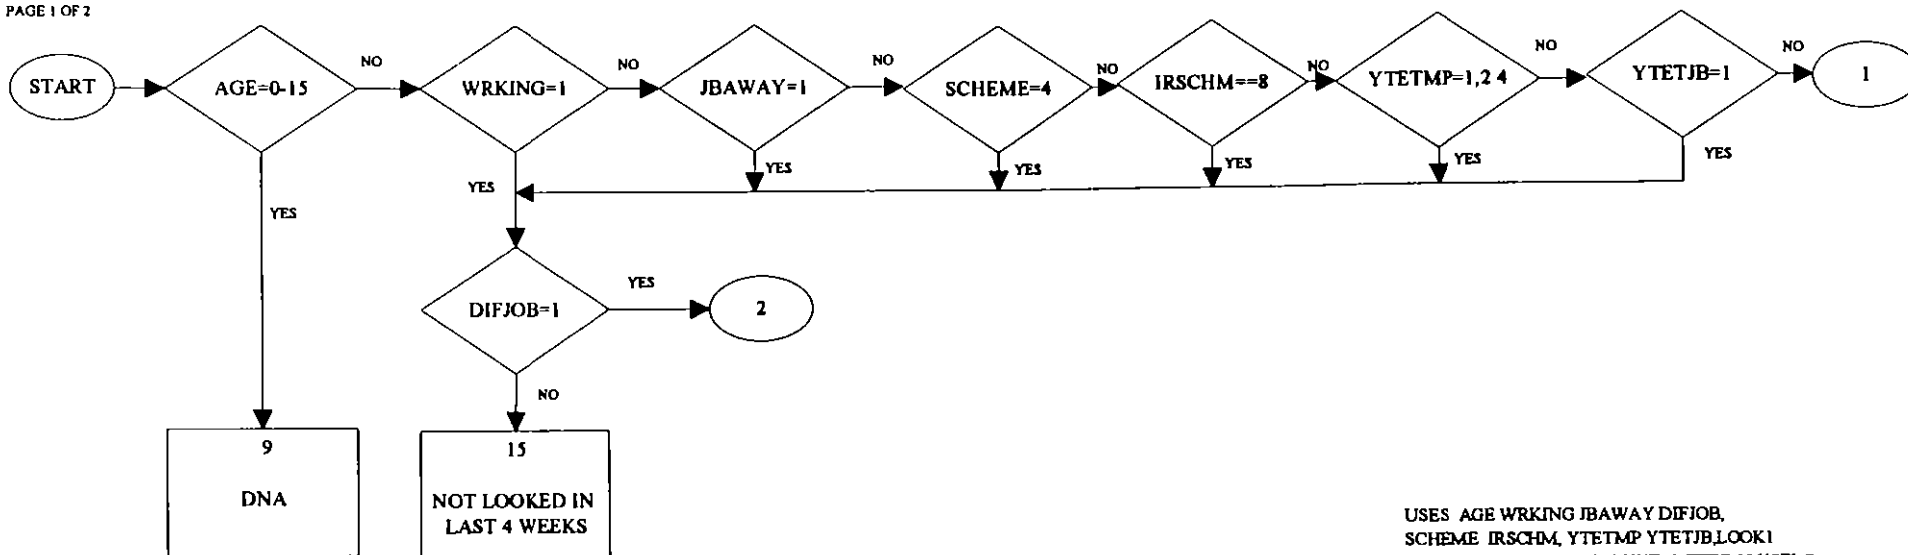 PAGE 1 OF 2
START
AGE=0-15
NO
WRKING=1
NO
JBAWAY=1
NO
SCHEME=4
NO
IRSCHM==8
NO
YTETMP=1,2 4
NO
YTETJB=1
NO
1
YES
YES
YES
YES
YES
YES
YES
DIFJOB=1
YES
2
NO
9
DNA
15
NOT LOOKED IN
LAST 4 WEEKS
USES AGE WRKING JBAWAY DIFJOB,
SCHEME IRSCHM, YTETMP YTETJB,LOOK1